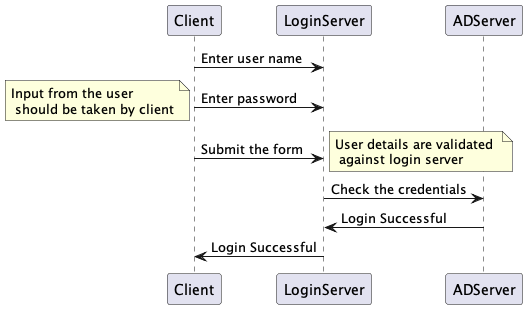 Client
LoginServer
ADServer
Enter user name
Input from the user
should be taken by client
Enter password
User details are validated
against login server
Submit the form
Check the credentials
Login Successful
Login Successful
Client
LoginServer
ADServer